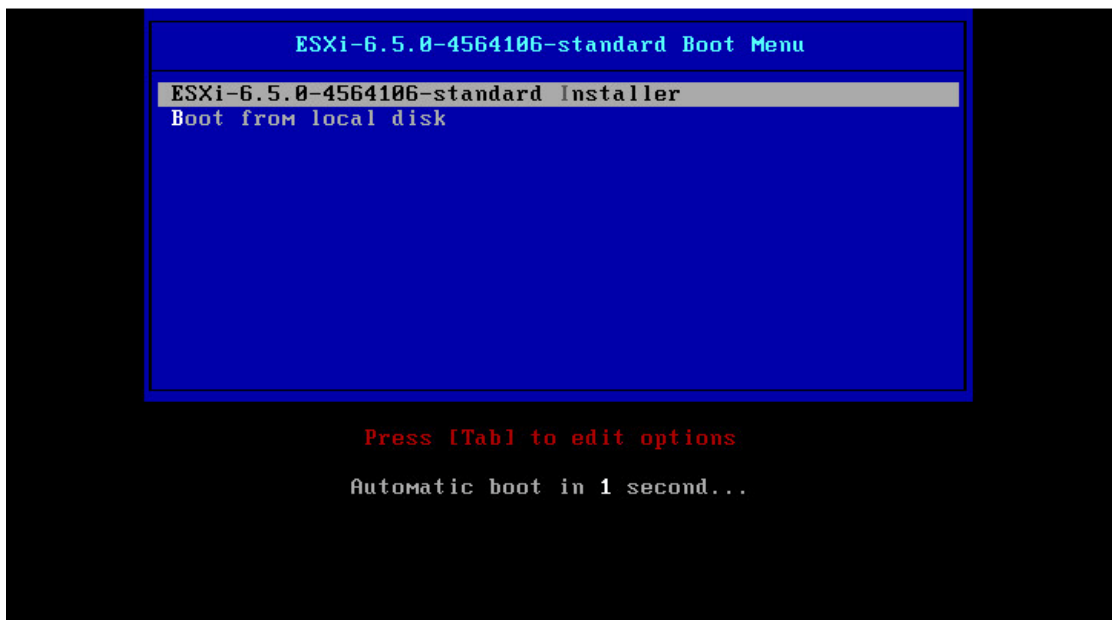 ESXi-6.5.0-4564106-standard Boot Menu
ESXi-6.5.0-4564106-standard Installer
Boot from local disk
Press [Tab] to edit options
Automatic boot in 1 second...